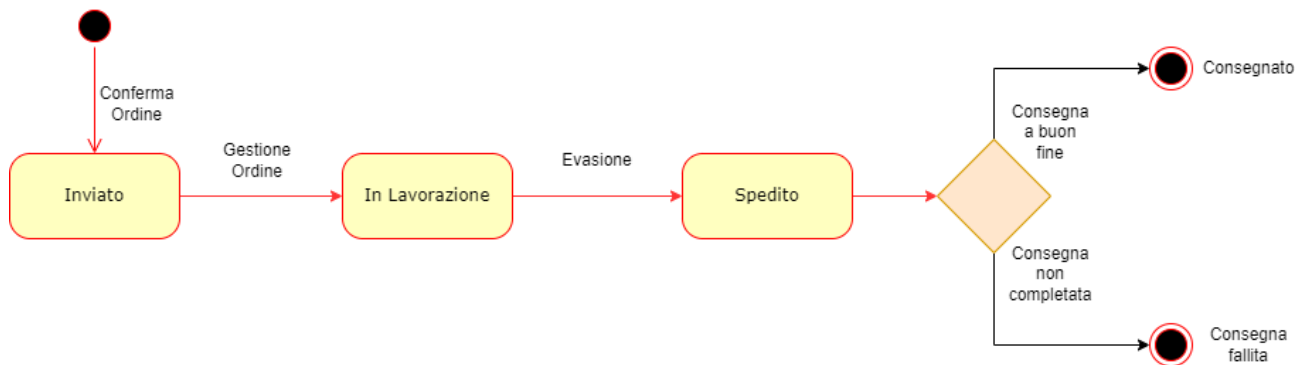 Conferma
Ordine
Inviato
Gestione
Ordine
In Lavorazione
Evasione
Spedito
Consegna
a buon
fine
Consegnato
Consegna
non
completata
Consegna
fallita